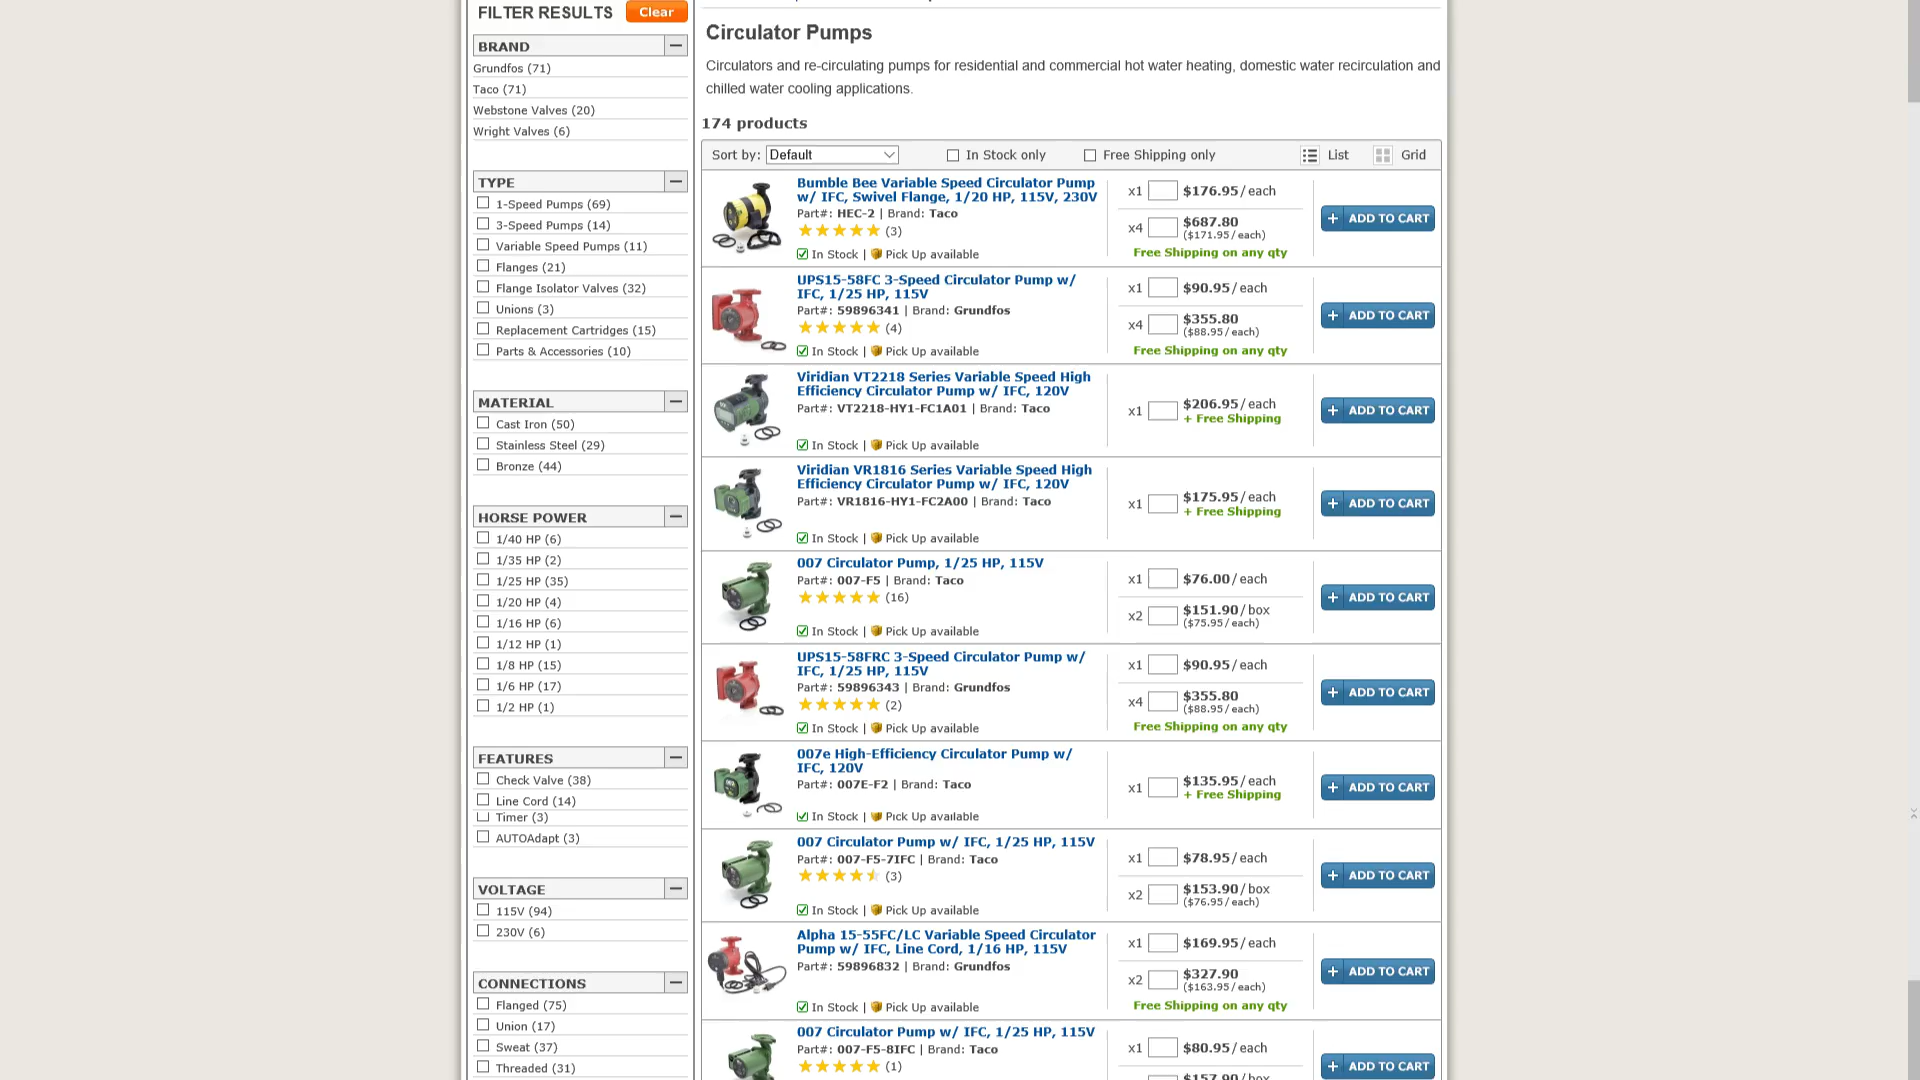 FILTER RESULTS
Clear
BRAND
Grundfos (71)
Taco (71)
Webstone Valves (20)
Wright Valves (6)
TYPE
1-Speed Pumps (69)
3-Speed Pumps (14)
Variable Speed Pumps (11)
Flanges (21)
Flange Isolator Valves (32)
Unions (3)
Replacement Cartridges (15)
Parts & Accessories (10)
MATERIAL
Cast Iron (50)
Stainless Steel (29)
Bronze (44)
HORSE POWER
1/40 HP (6)
1/35 HP (2)
1/25 HP (35)
1/20 HP (4)
1/16 HP (6)
1/12 HP (1)
1/8 HP (15)
1/6 HP (17)
1/2 HP (1)
FEATURES
Check Valve (38)
Line Cord (14)
Timer (3)
AUTOAdapt (3)
VOLTAGE
115V (94)
230V (6)
CONNECTIONS
Flanged (75)
Union (17)
Sweat (37)
Threaded (31)
Circulator Pumps
Circulators and re-circulating pumps for residential and commercial hot water heating, domestic water recirculation and
chilled water cooling applications.
174 products
Sort by: Default In Stock only Free Shipping only List Grid
Bumble Bee Variable Speed Circulator Pump
w/ IFC, Swivel Flange, 1/20 HP, 115V, 230V
Part#: HEC-2 | Brand: Taco
(3)
In Stock | Pick Up available
x1 $176.95/each
x4 $687.80
($171.95/each)
Free Shipping on any qty
+ ADD TO CART
UPS15-58FC 3-Speed Circulator Pump w/
IFC, 1/25 HP, 115V
Part#: 59896341 | Brand: Grundfos
(4)
In Stock | Pick Up available
x1 $90.95/each
x4 $355.80
($88.95/each)
Free Shipping on any qty
+ ADD TO CART
Viridian VT2218 Series Variable Speed High
Efficiency Circulator Pump w/ IFC, 120V
Part#: VT2218-HY1-FC1A01 | Brand: Taco
In Stock | Pick Up available
x1 $206.95/each
+ Free Shipping
+ ADD TO CART
Viridian VR1816 Series Variable Speed High
Efficiency Circulator Pump w/ IFC, 120V
Part#: VR1816-HY1-FC2A00 | Brand: Taco
In Stock | Pick Up available
x1 $175.95/each
+ Free Shipping
+ ADD TO CART
007 Circulator Pump, 1/25 HP, 115V
Part#: 007-F5 | Brand: Taco
(16)
In Stock | Pick Up available
x1 $76.00/each
x2 $151.90/box
($75.95/each)
+ ADD TO CART
UPS15-58FRC 3-Speed Circulator Pump w/
IFC, 1/25 HP, 115V
Part#: 59896343 | Brand: Grundfos
(2)
In Stock | Pick Up available
x1 $90.95/each
x4 $355.80
($88.95/each)
Free Shipping on any qty
+ ADD TO CART
007e High-Efficiency Circulator Pump w/
IFC, 120V
Part#: 007E-F2 | Brand: Taco
In Stock | Pick Up available
x1 $135.95/each
+ Free Shipping
+ ADD TO CART
007 Circulator Pump w/ IFC, 1/25 HP, 115V
Part#: 007-F5-7IFC | Brand: Taco
(3)
In Stock | Pick Up available
x1 $78.95/each
x2 $153.90/box
($76.95/each)
+ ADD TO CART
Alpha 15-55FC/LC Variable Speed Circulator
Pump w/ IFC, Line Cord, 1/16 HP, 115V
Part#: 59896832 | Brand: Grundfos
In Stock | Pick Up available
x1 $169.95/each
x2 $327.90
($163.95/each)
Free Shipping on any qty
+ ADD TO CART
007 Circulator Pump w/ IFC, 1/25 HP, 115V
Part#: 007-F5-8IFC | Brand: Taco
(1)
x1 $80.95/each
$157.90/box
+ ADD TO CART